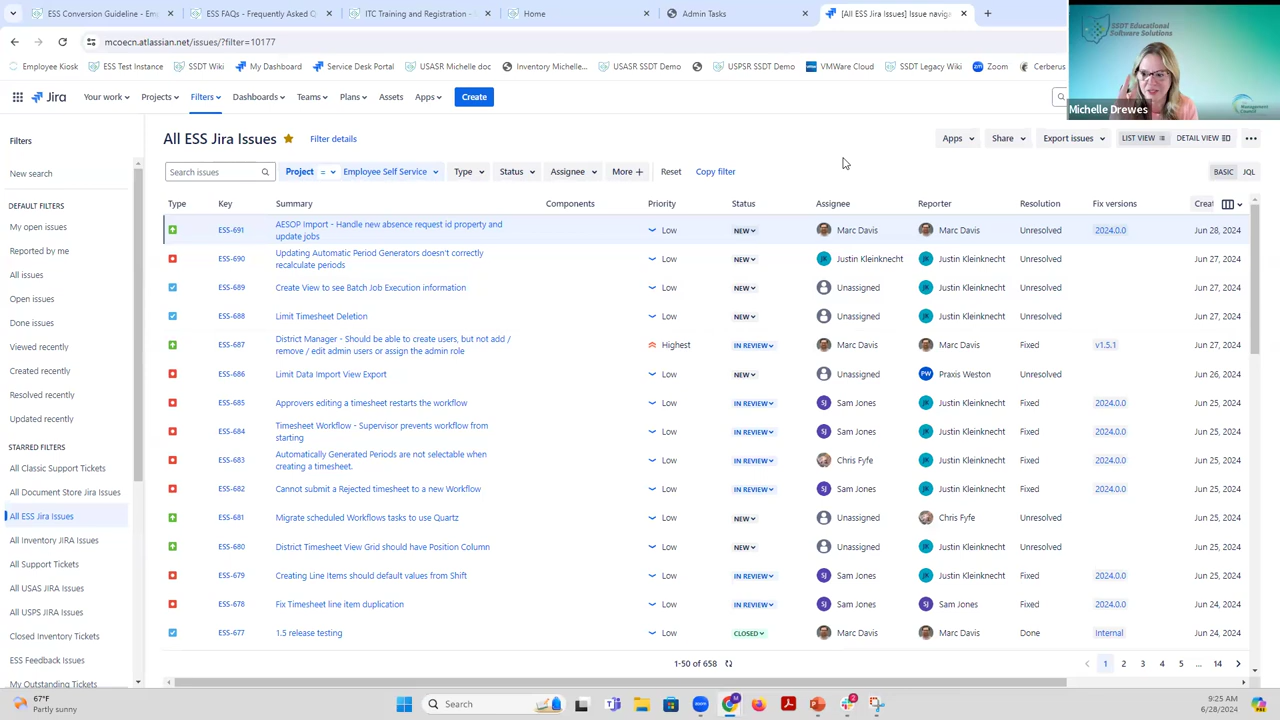 ESS Conversion Guideline - Emp
ESS FAQs - Frequently Asked Q
ITC Training and Registration -
Home
Admin Tasks
[All ESS Jira Issues] Issue naviga
mcoecn.atlassian.net/issues/?filter=10177
Employee Kiosk
ESS Test Instance
SSDT Wiki
My Dashboard
Service Desk Portal
USASR Michelle doc
Inventory Michelle...
USASR SSDT Demo
USPSR SSDT Demo
VMWare Cloud
SSDT Legacy Wiki
Zoom
Cerberus
SSDT Educational
Software Solutions
Management
Council
Michelle Drewes
Jira
Your work
Projects
Filters
Dashboards
Teams
Plans
Assets
Apps
Create
Filters
New search
DEFAULT FILTERS
My open issues
Reported by me
All issues
Open issues
Done issues
Viewed recently
Created recently
Resolved recently
Updated recently
STARRED FILTERS
All Classic Support Tickets
All Document Store Jira Issues
All ESS Jira Issues
All Inventory JIRA Issues
All Support Tickets
All USAS JIRA Issues
All USPS JIRA Issues
Closed Inventory Tickets
ESS Feedback Issues
My Outstanding Tickets
All ESS Jira Issues
Filter details
Apps
Share
Export issues
LIST VIEW
DETAIL VIEW
Search issues
Project =
Employee Self Service
Type
Status
Assignee
More +
Reset
Copy filter
BASIC
JQL
Type Key Summary Components Priority Status Assignee Reporter Resolution Fix versions Creat
ESS-691 AESOP Import - Handle new absence request id property and
update jobs
Low NEW Marc Davis Marc Davis Unresolved 2024.0.0 Jun 28, 2024
ESS-690 Updating Automatic Period Generators doesn't correctly
recalculate periods
Low NEW Justin Kleinknecht Justin Kleinknecht Unresolved Jun 27, 2024
ESS-689 Create View to see Batch Job Execution information Low NEW Unassigned Justin Kleinknecht Unresolved Jun 27, 2024
ESS-688 Limit Timesheet Deletion Low NEW Unassigned Justin Kleinknecht Unresolved Jun 27, 2024
ESS-687 District Manager - Should be able to create users, but not add /
remove / edit admin users or assign the admin role
Highest IN REVIEW Marc Davis Marc Davis Fixed v1.5.1 Jun 27, 2024
ESS-686 Limit Data Import View Export Low NEW Unassigned PW Praxis Weston Unresolved Jun 26, 2024
ESS-685 Approvers editing a timesheet restarts the workflow Low IN REVIEW SJ Sam Jones Justin Kleinknecht Fixed 2024.0.0 Jun 25, 2024
ESS-684 Timesheet Workflow - Supervisor prevents workflow from
starting
Low IN REVIEW SJ Sam Jones Justin Kleinknecht Fixed 2024.0.0 Jun 25, 2024
ESS-683 Automatically Generated Periods are not selectable when
creating a timesheet.
Low IN REVIEW Chris Fyfe Justin Kleinknecht Fixed 2024.0.0 Jun 25, 2024
ESS-682 Cannot submit a Rejected timesheet to a new Workflow Low IN REVIEW SJ Sam Jones Justin Kleinknecht Fixed 2024.0.0 Jun 25, 2024
ESS-681 Migrate scheduled Workflows tasks to use Quartz Low NEW Unassigned Chris Fyfe Unresolved Jun 25, 2024
ESS-680 District Timesheet View Grid should have Position Column Low NEW Unassigned Justin Kleinknecht Unresolved Jun 25, 2024
ESS-679 Creating Line Items should default values from Shift Low IN REVIEW SJ Sam Jones Justin Kleinknecht Fixed 2024.0.0 Jun 25, 2024
ESS-678 Fix Timesheet line item duplication Low IN REVIEW SJ Sam Jones SJ Sam Jones Fixed 2024.0.0 Jun 24, 2024
ESS-677 1.5 release testing Low CLOSED Marc Davis Marc Davis Done Internal Jun 24, 2024
1-50 of 658
1 2 3 4 5 ... 14
67°F
Partly sunny
Search
9:25 AM
6/28/2024